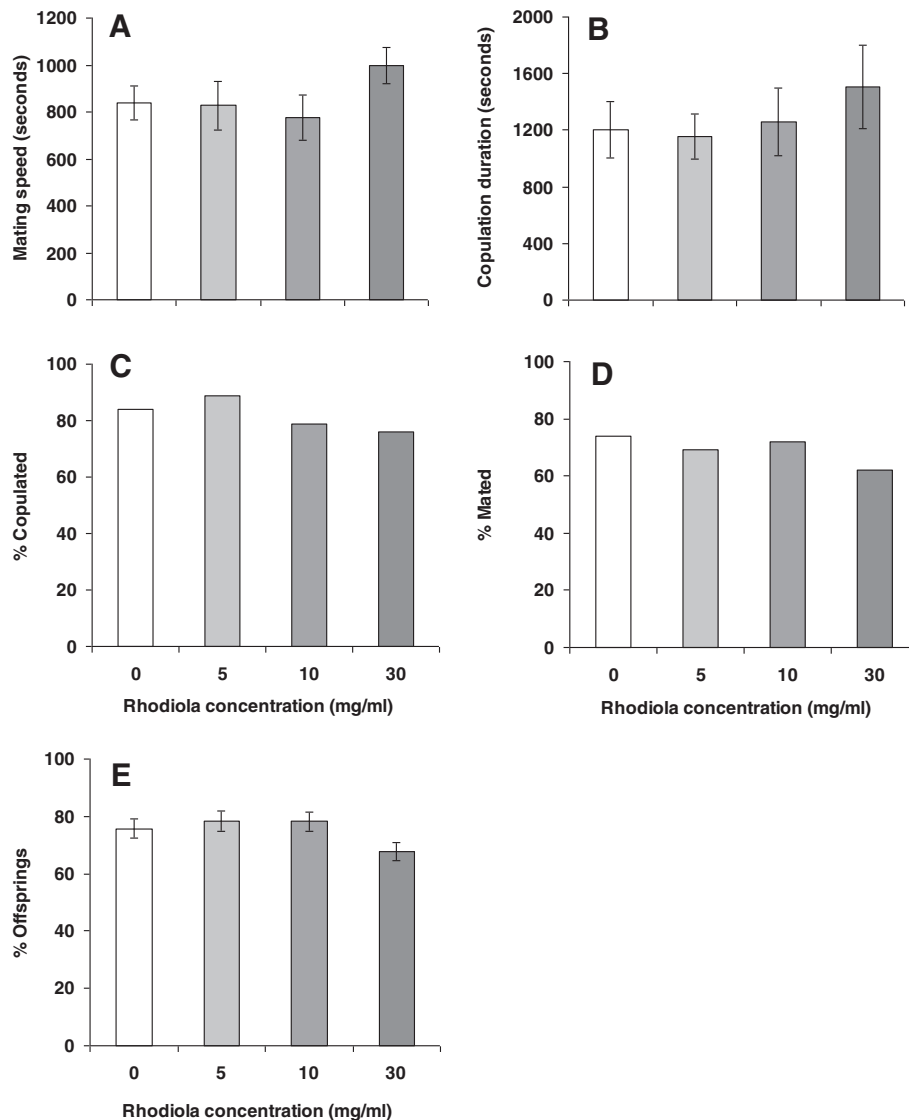 A
Mating speed (seconds)
1200
1000
800
600
400
200
0
B
Copulation duration (seconds)
2000
1600
1200
800
400
0
C
% Copulated
100
80
60
40
20
0
0 5 10 30
Rhodiola concentration (mg/ml)
D
% Mated
100
80
60
40
20
0
0 5 10 30
Rhodiola concentration (mg/ml)
E
% Offsprings
100
80
60
40
20
0
0 5 10 30
Rhodiola concentration (mg/ml)